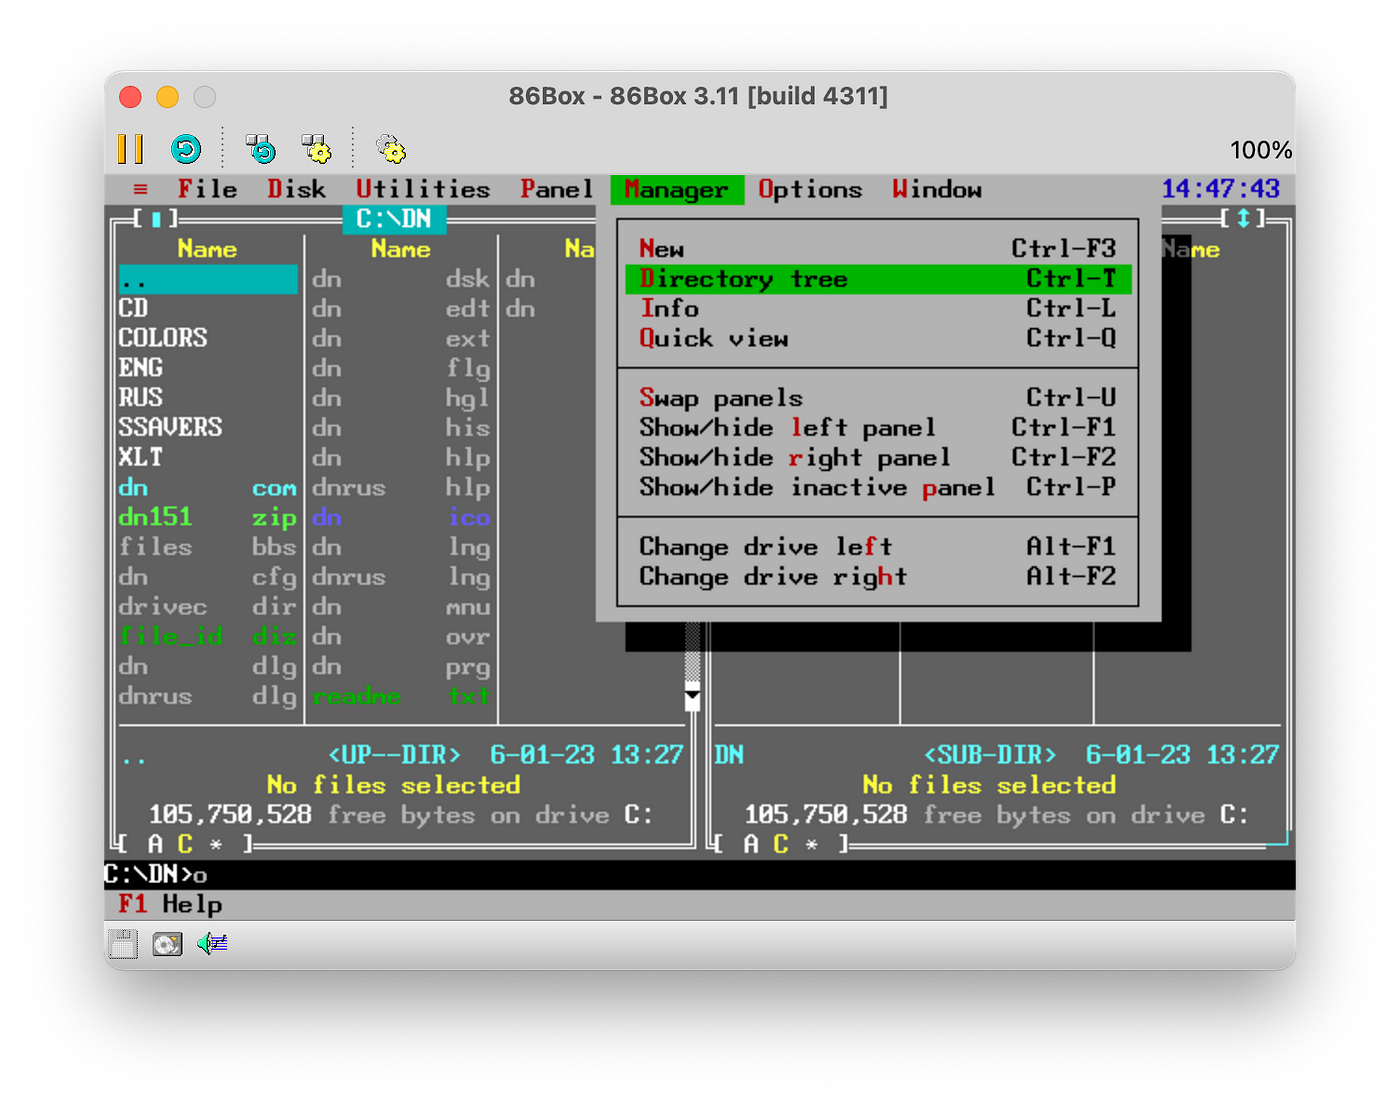 86Box - 86Box 3.11 [build 4311]
100%
≡ File Disk Utilities Panel Manager Options Window 14:47:43
C:\DN
Name Name Na Name
.. dn dsk dn
CD dn edt dn
COLORS dn ext
ENG dn flg
RUS dn hgl
SSAVERS dn his
XLT dn hlp
dn com dnrus hlp
dn151 zip dn ico
files bbs dn lng
dn cfg dnrus lng
drivec dir dn mnu
file_id diz dn ovr
dn dlg dn prg
dnrus dlg readme txt
New Ctrl-F3
Directory tree Ctrl-T
Info Ctrl-L
Quick view Ctrl-Q
Swap panels Ctrl-U
Show/hide left panel Ctrl-F1
Show/hide right panel Ctrl-F2
Show/hide inactive panel Ctrl-P
Change drive left Alt-F1
Change drive right Alt-F2
.. <UP--DIR> 6-01-23 13:27
No files selected
105,750,528 free bytes on drive C:
[ A C * ]
DN <SUB-DIR> 6-01-23 13:27
No files selected
105,750,528 free bytes on drive C:
[ A C * ]
C:\DN>o
F1 Help